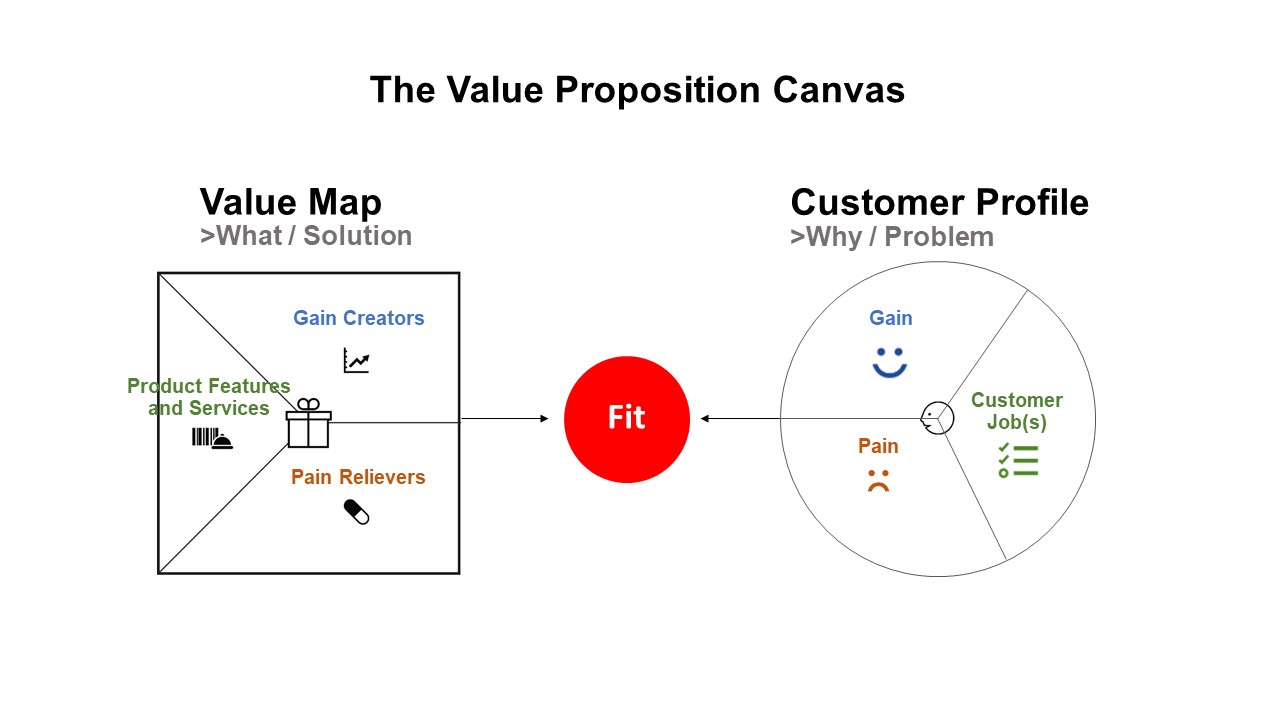 The Value Proposition Canvas
Value Map
>What / Solution
Gain Creators
Product Features
and Services
Pain Relievers
Fit
Customer Profile
>Why / Problem
Gain
Pain
Customer
Job(s)